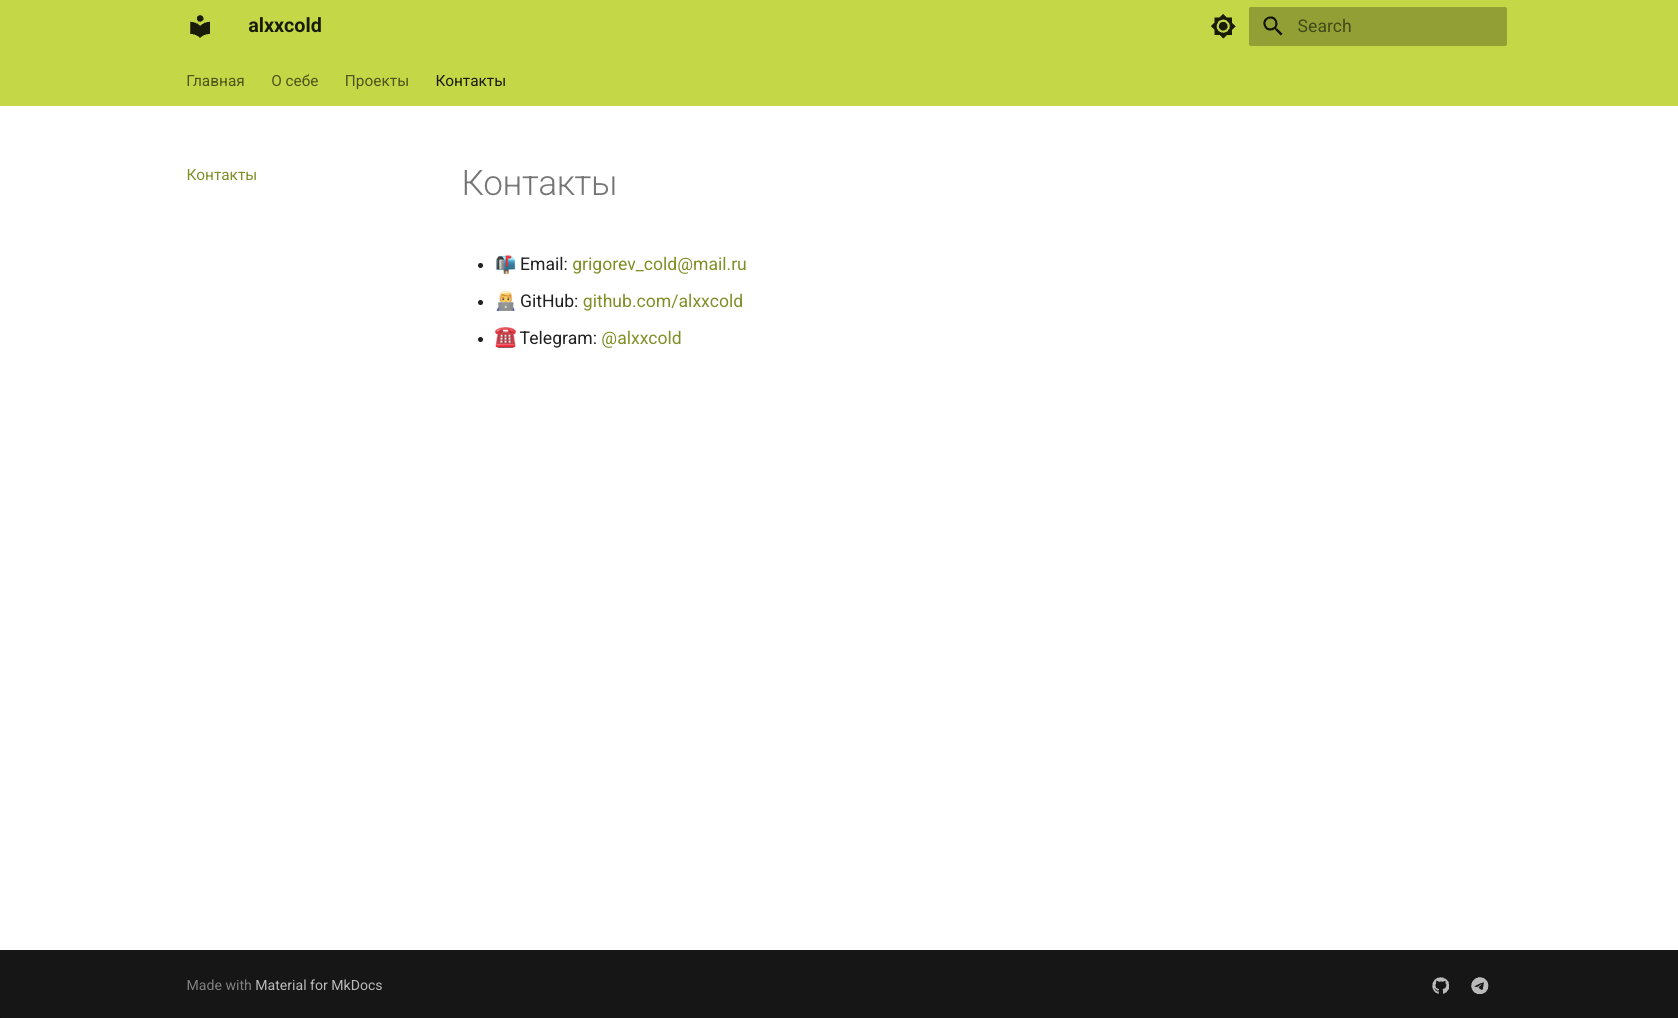 alxxcold
Search
Главная О себе Проекты Контакты
Контакты
Контакты
Email: grigorev_cold@mail.ru
GitHub: github.com/alxxcold
Telegram: @alxxcold
Made with Material for MkDocs